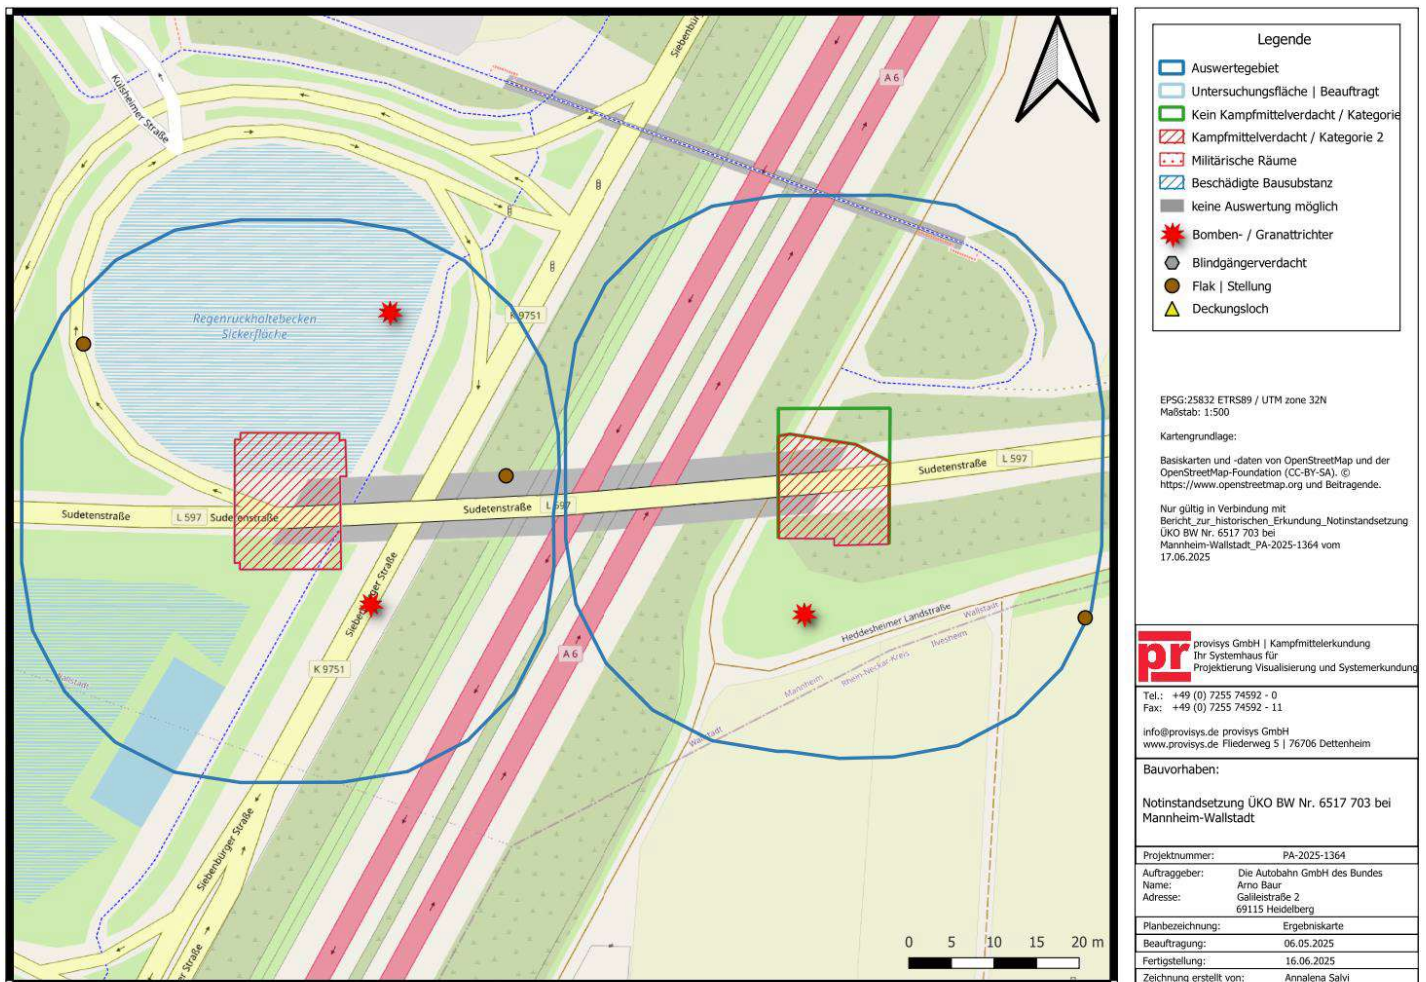 Siebenbürg
A 6
Külsheimer Straße
K 9751
Regenrückhaltebecken
Sickerfläche
Sudetenstraße
L 597
Sudetenstraße
Sudetenstraße
L 597
Sudetenstraße
L 597
Siebenbürger Straße
K 9751
A 6
Heddesheimer Landstraße
Wallstadt
Ilvesheim
Mannheim
Rhein-Neckar-Kreis
Wallstadt
Siebenbürger Straße
er Straße
0 5 10 15 20 m
Legende
Auswertegebiet
Untersuchungsfläche | Beauftragt
Kein Kampfmittelverdacht / Kategorie
Kampfmittelverdacht / Kategorie 2
Militärische Räume
Beschädigte Bausubstanz
keine Auswertung möglich
Bomben- / Granattrichter
Blindgängerverdacht
Flak | Stellung
Deckungsloch
EPSG:25832 ETRS89 / UTM zone 32N
Maßstab: 1:500
Kartengrundlage:
Basiskarten und -daten von OpenStreetMap und der
OpenStreetMap-Foundation (CC-BY-SA). ©
https://www.openstreetmap.org und Beitragende.
Nur gültig in Verbindung mit
Bericht_zur_historischen_Erkundung_Notinstandsetzung
ÜKO BW Nr. 6517 703 bei
Mannheim-Wallstadt_PA-2025-1364 vom
17.06.2025
pr
provisys GmbH | Kampfmittelerkundung
Ihr Systemhaus für
Projektierung Visualisierung und Systemerkundung
Tel.: +49 (0) 7255 74592 - 0
Fax: +49 (0) 7255 74592 - 11
info@provisys.de provisys GmbH
www.provisys.de Fliederweg 5 | 76706 Dettenheim
Bauvorhaben:
Notinstandsetzung ÜKO BW Nr. 6517 703 bei
Mannheim-Wallstadt
Projektnummer: PA-2025-1364
Auftraggeber: Die Autobahn GmbH des Bundes
Name: Arno Baur
Adresse: Galileistraße 2
69115 Heidelberg
Planbezeichnung: Ergebniskarte
Beauftragung: 06.05.2025
Fertigstellung: 16.06.2025
Zeichnung erstellt von: Annalena Salvi